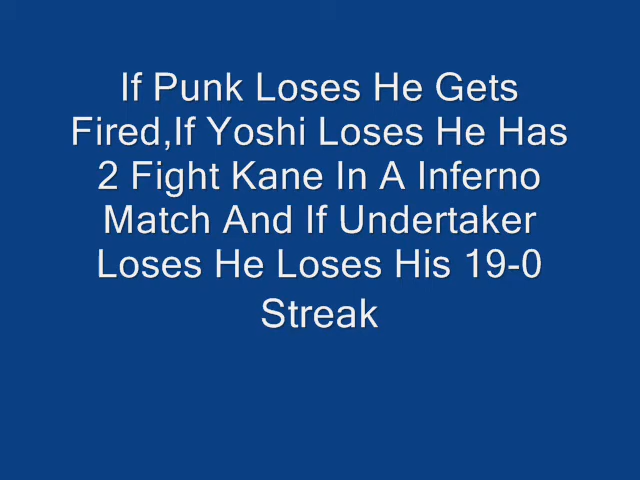 If Punk Loses He Gets
Fired,If Yoshi Loses He Has
2 Fight Kane In A Inferno
Match And If Undertaker
Loses He Loses His 19-0
Streak